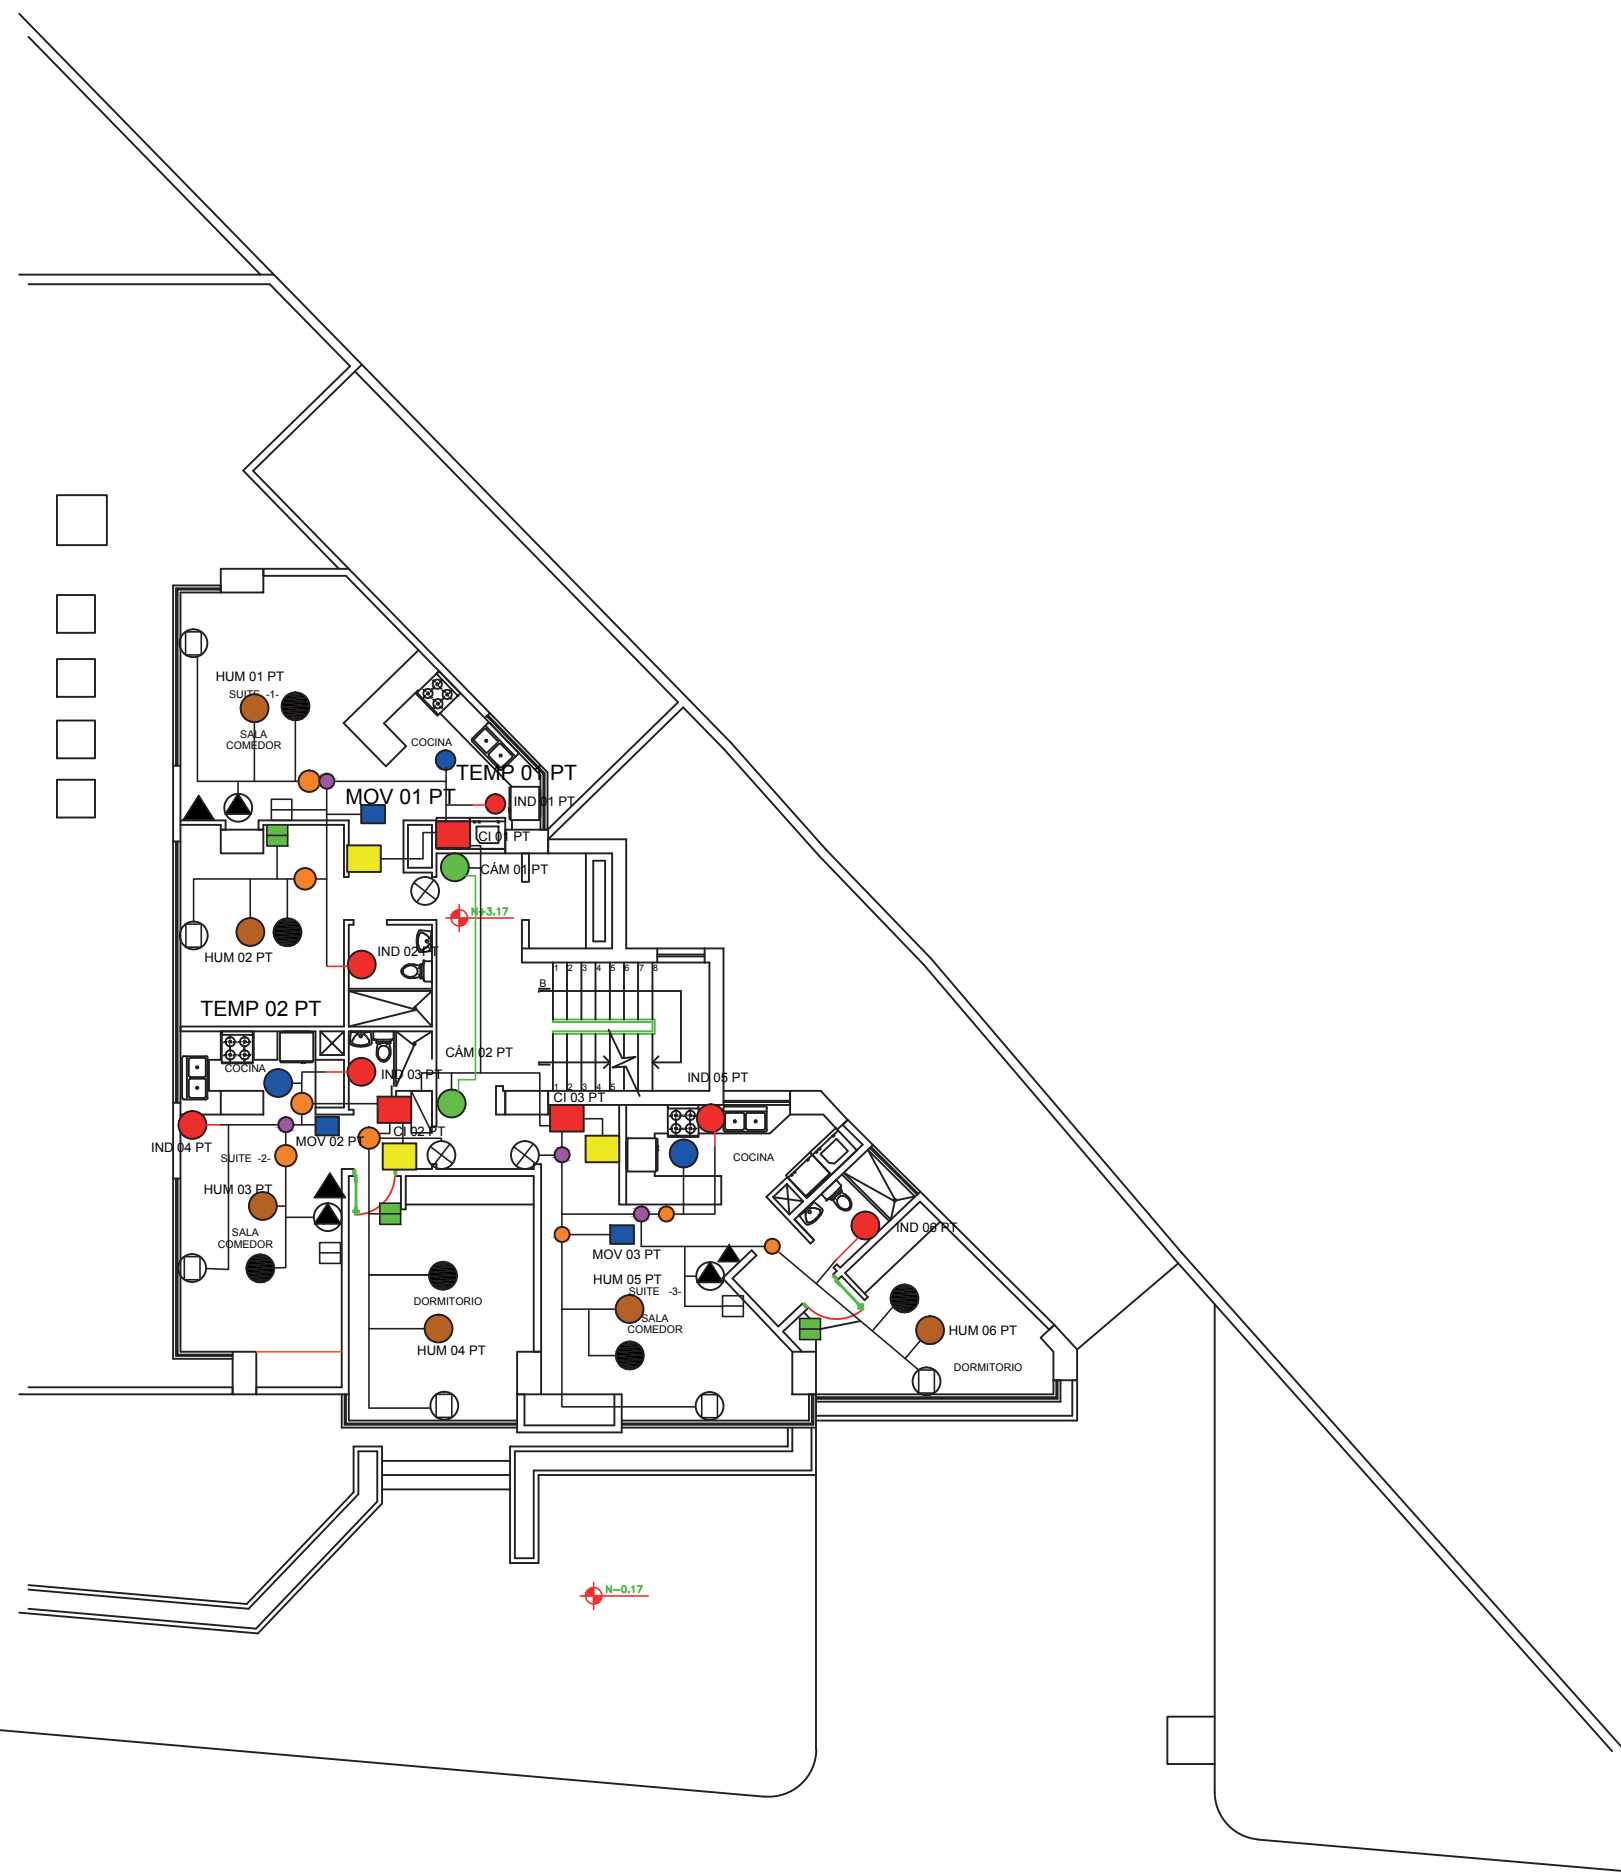 HUM 01 PT
SUITE -1-
SALA
COMEDOR
COCINA
TEMP 01 PT
MOV 01 PT
IND 01 PT
CI 01 PT
CÁM 01 PT
N+3.17
IND 02 PT
HUM 02 PT
TEMP 02 PT
1 2 3 4 5 6 7 8
B
CÁM 02 PT
COCINA
IND 03 PT
IND 05 PT
1 2 3 4 5
CI 03 PT
CI 02 PT
MOV 02 PT
IND 04 PT
SUITE -2-
COCINA
HUM 03 PT
IND 06 PT
SALA
COMEDOR
MOV 03 PT
HUM 05 PT
SUITE -3-
DORMITORIO
SALA
COMEDOR
HUM 06 PT
HUM 04 PT
DORMITORIO
N-0.17